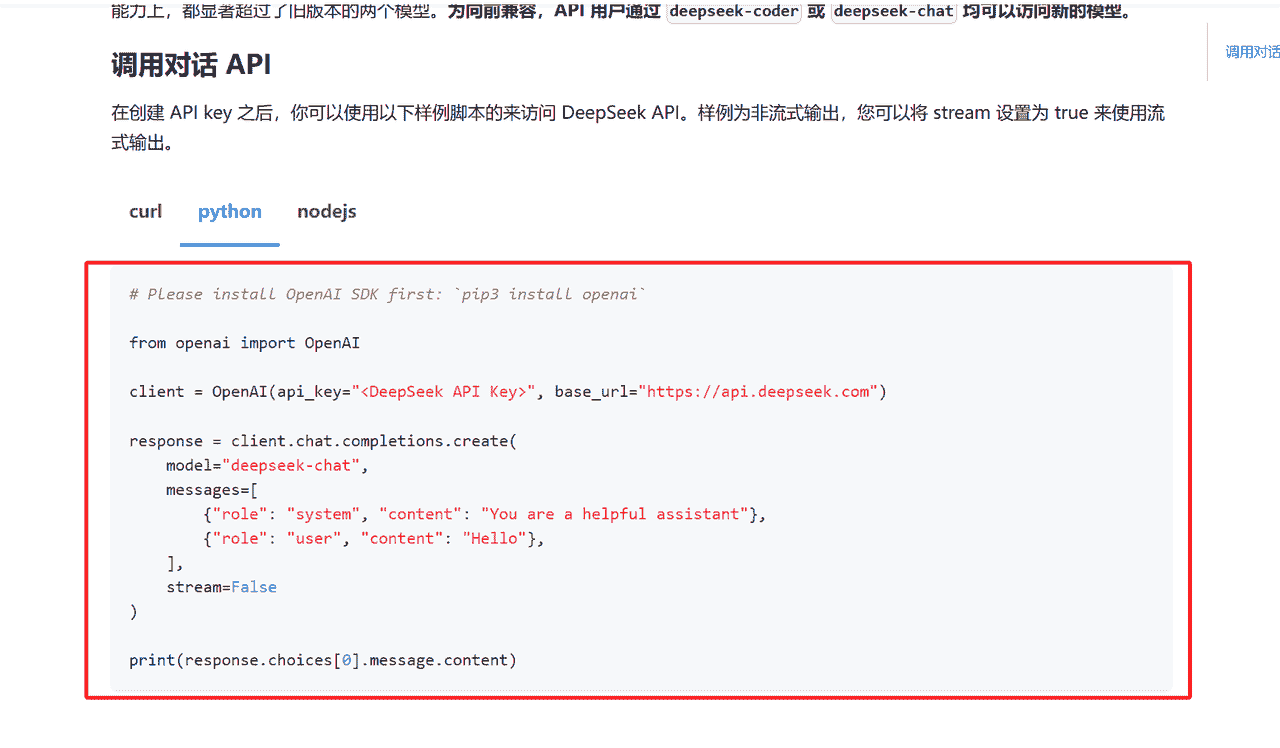 能力上，都显著超过了旧版本的两个模型。为向前兼容，API 用户通过 deepseek-coder 或 deepseek-chat 均可以访问新的模型。
调用对话 API
调用对话
在创建 API key 之后，你可以使用以下样例脚本的来访问 DeepSeek API。样例为非流式输出，您可以将 stream 设置为 true 来使用流
式输出。
curl python nodejs
# Please install OpenAI SDK first: `pip3 install openai`
from openai import OpenAI
client = OpenAI(api_key="<DeepSeek API Key>", base_url="https://api.deepseek.com")
response = client.chat.completions.create(
    model="deepseek-chat",
    messages=[
        {"role": "system", "content": "You are a helpful assistant"},
        {"role": "user", "content": "Hello"},
    ],
    stream=False
)
print(response.choices[0].message.content)